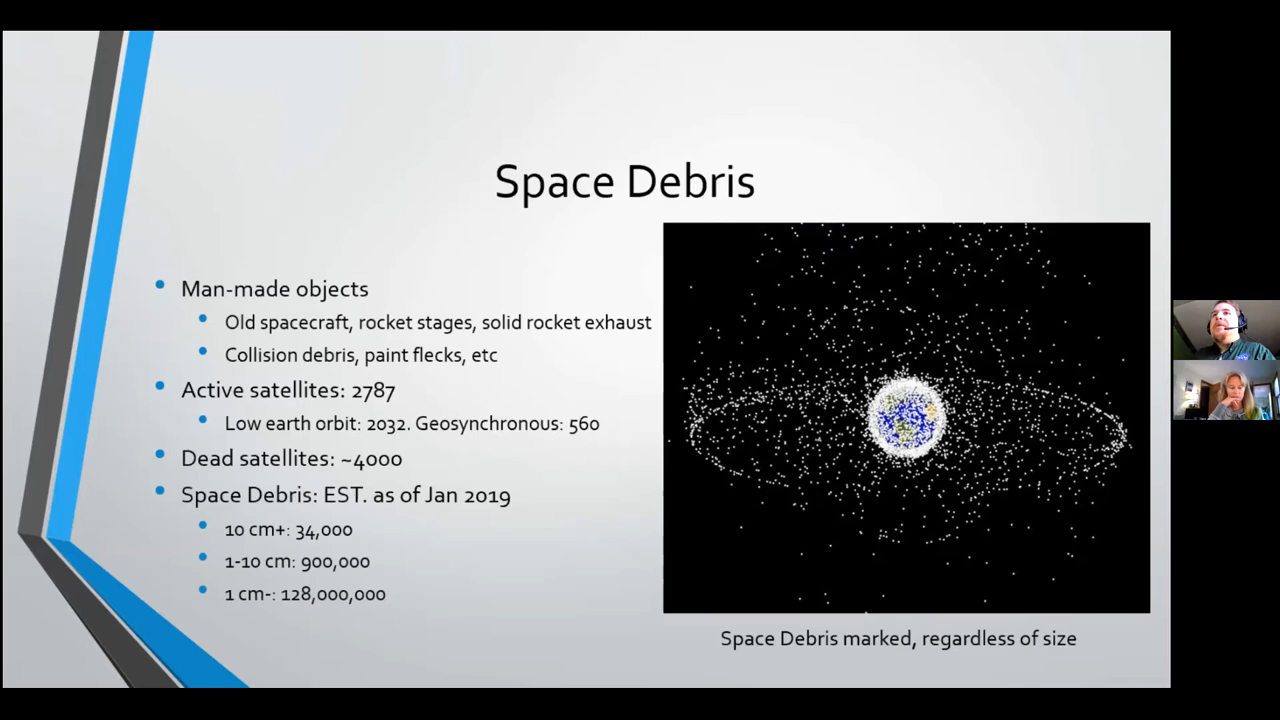 Space Debris
Man-made objects
Old spacecraft, rocket stages, solid rocket exhaust
Collision debris, paint flecks, etc
Active satellites: 2787
Low earth orbit: 2032. Geosynchronous: 560
Dead satellites: ~4000
Space Debris: EST. as of Jan 2019
10 cm+: 34,000
1-10 cm: 900,000
1 cm-: 128,000,000
Space Debris marked, regardless of size